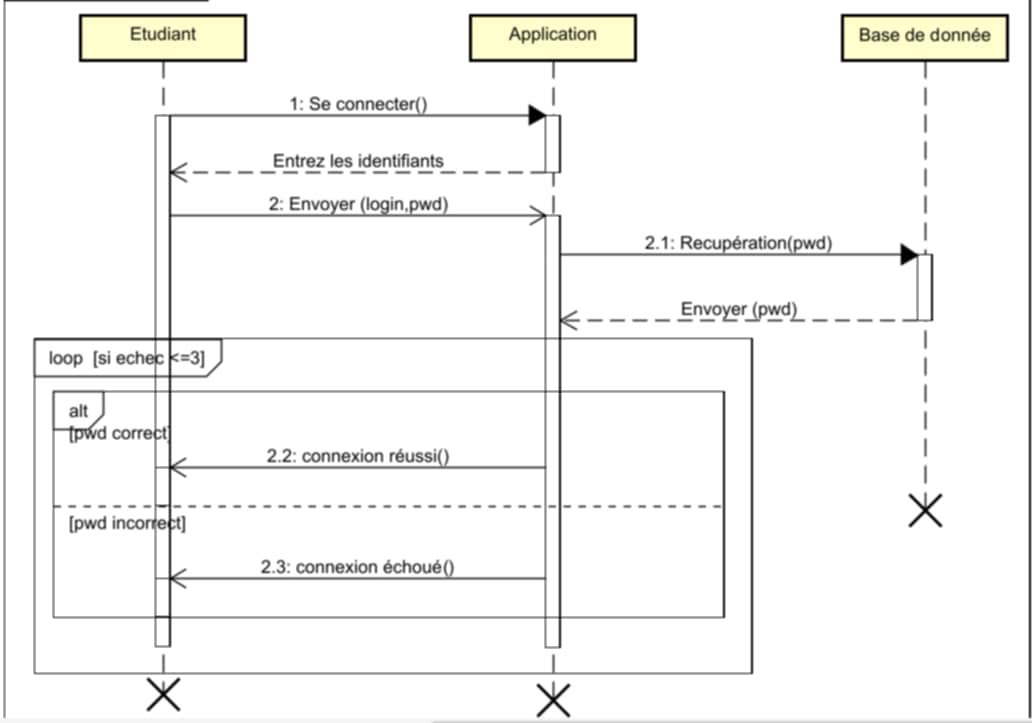 Etudiant
Application
Base de donnée
1: Se connecter()
Entrez les identifiants
2: Envoyer (login,pwd)
2.1: Recupération(pwd)
Envoyer (pwd)
loop [si echec <=3]
alt
[pwd correct]
2.2: connexion réussi()
[pwd incorrect]
2.3: connexion échoué()